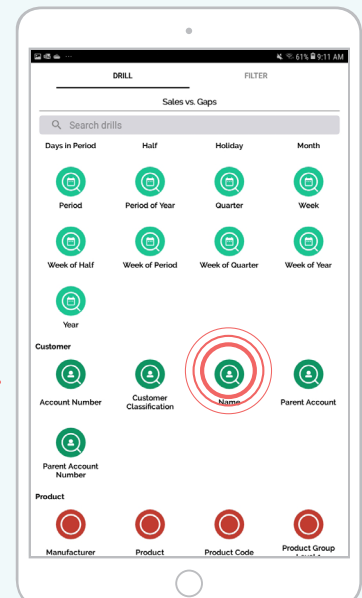 61% 9:11 AM
DRILL FILTER
Sales vs. Gaps
Search drills
Days in Period Half Holiday Month
Period Period of Year Quarter Week
Week of Half Week of Period Week of Quarter Week of Year
Year
Customer
Account Number Customer Classification Name Parent Account
Parent Account Number
Product
Manufacturer Product Product Code Product Group